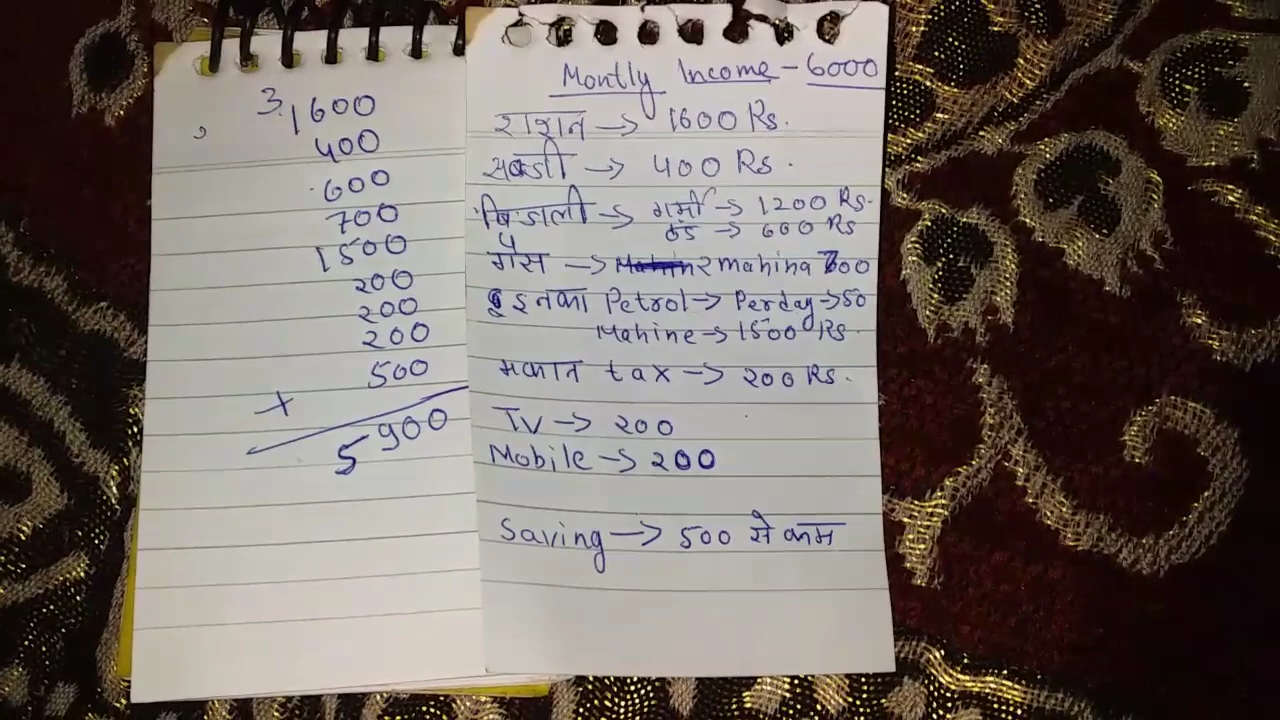 3
1600
400
600
700
1500
200
200
200
500
+
5900
Montly Income - 6000
राशन → 1600 Rs.
सब्जी → 400 Rs.
बिजली → गर्मी → 1200 Rs.
ठंड → 600 Rs
गैस → 2 mahina 700
इनका Petrol → Perday → 50
Mahine → 1500 Rs.
मकान tax → 200 Rs.
TV → 200
Mobile → 200
Saving → 500 से कम